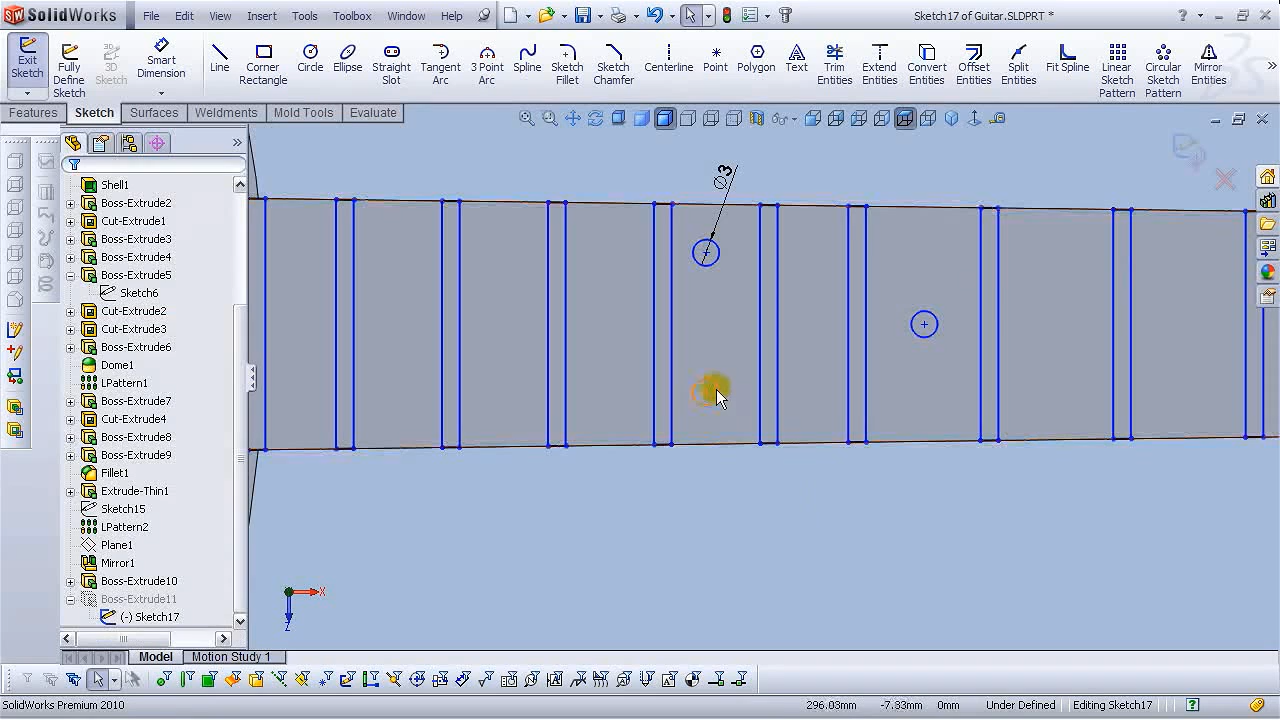 SolidWorks File Edit View Insert Tools Toolbox Window Help Sketch17 of Guitar.SLDPRT *
Exit Sketch
Fully Define Sketch
3D Sketch
Smart Dimension
Line
Corner Rectangle
Circle
Ellipse
Straight Slot
Tangent Arc
3 Point Arc
Spline
Sketch Fillet
Sketch Chamfer
Centerline
Point
Polygon
Text
Trim Entities
Extend Entities
Convert Entities
Offset Entities
Split Entities
Fit Spline
Linear Sketch Pattern
Circular Sketch Pattern
Mirror Entities
Features Sketch Surfaces Weldments Mold Tools Evaluate
Shell1
Boss-Extrude2
Cut-Extrude1
Boss-Extrude3
Boss-Extrude4
Boss-Extrude5
Sketch6
Cut-Extrude2
Cut-Extrude3
Boss-Extrude6
Dome1
LPattern1
Boss-Extrude7
Cut-Extrude4
Boss-Extrude8
Boss-Extrude9
Fillet1
Extrude-Thin1
Sketch15
LPattern2
Plane1
Mirror1
Boss-Extrude10
Boss-Extrude11
(-) Sketch17
∅3
X
Z
Model Motion Study 1
SolidWorks Premium 2010 296.03mm -7.83mm 0mm Under Defined Editing Sketch17